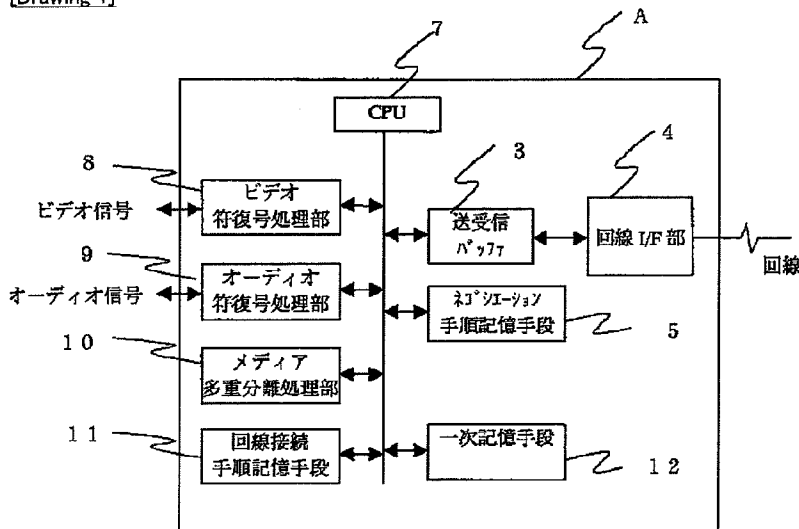 [Drawing 1]
A
7
CPU
8
ビデオ
符復号処理部
ビデオ信号
3
送受信
バッファ
4
回線 I/F 部
回線
9
オーディオ
符復号処理部
オーディオ信号
ネゴシエーション
手順記憶手段
5
10
メディア
多重分離処理部
11
回線接続
手順記憶手段
一次記憶手段
12